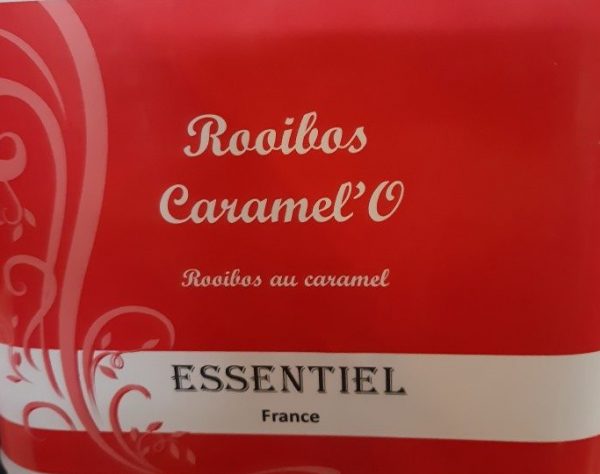 Rooibos
Caramel'O
Rooibos au caramel
ESSENTIEL
France